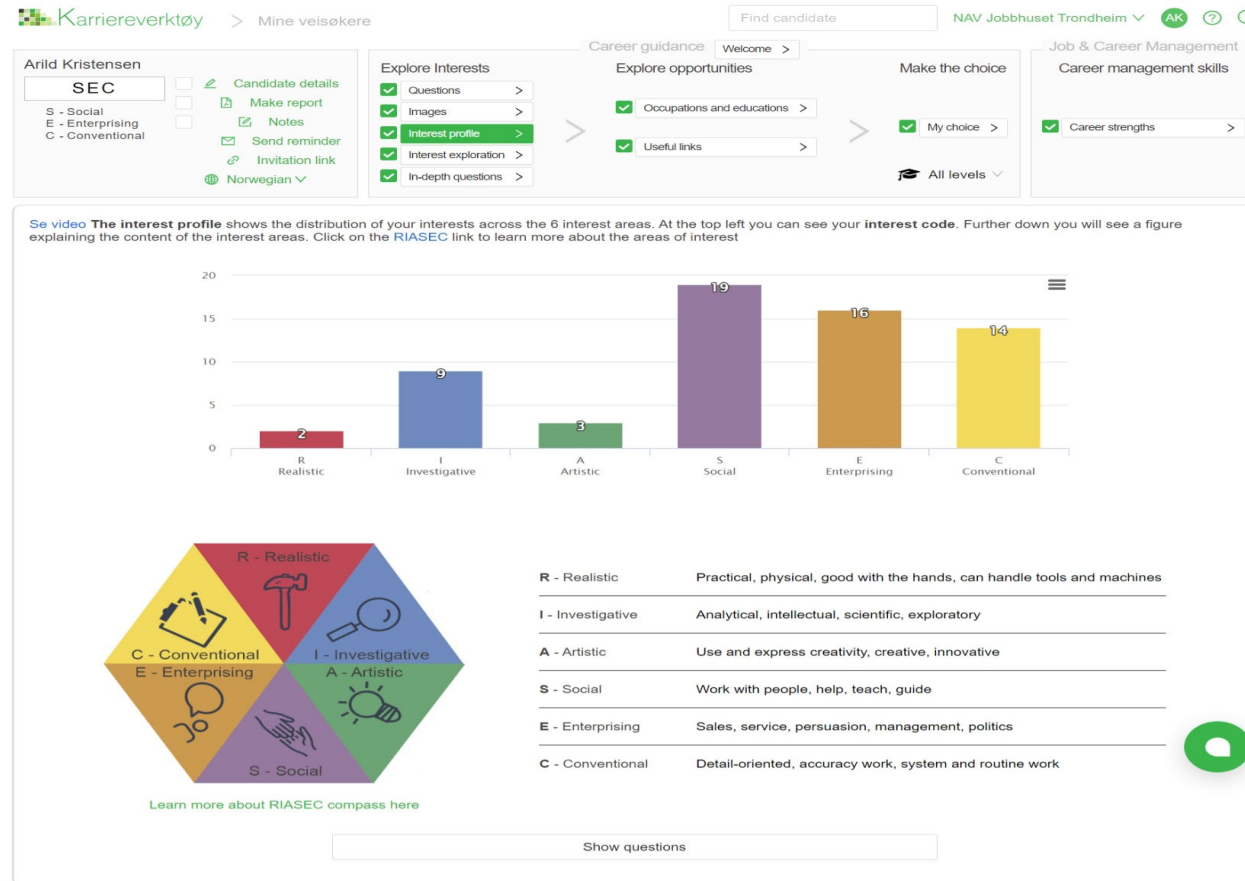 Karriereverktøy > Mine veisøkere
Find candidate
NAV Jobbhuset Trondheim
AK
?
Arild Kristensen
SEC
S - Social
E - Enterprising
C - Conventional
Candidate details
Make report
Notes
Send reminder
Invitation link
Norwegian
Career guidance
Welcome >
Explore Interests
Questions >
Images >
Interest profile >
Interest exploration >
In-depth questions >
Explore opportunities
Occupations and educations >
Useful links >
Make the choice
My choice >
All levels
Job & Career Management
Career management skills
Career strengths >
Se video The interest profile shows the distribution of your interests across the 6 interest areas. At the top left you can see your interest code. Further down you will see a figure
explaining the content of the interest areas. Click on the RIASEC link to learn more about the areas of interest
20
15
10
5
0
2
9
3
19
16
14
R
Realistic
I
Investigative
A
Artistic
S
Social
E
Enterprising
C
Conventional
R - Realistic
C - Conventional
I - Investigative
E - Enterprising
A - Artistic
S - Social
Learn more about RIASEC compass here
R - Realistic Practical, physical, good with the hands, can handle tools and machines
I - Investigative Analytical, intellectual, scientific, exploratory
A - Artistic Use and express creativity, creative, innovative
S - Social Work with people, help, teach, guide
E - Enterprising Sales, service, persuasion, management, politics
C - Conventional Detail-oriented, accuracy work, system and routine work
Show questions